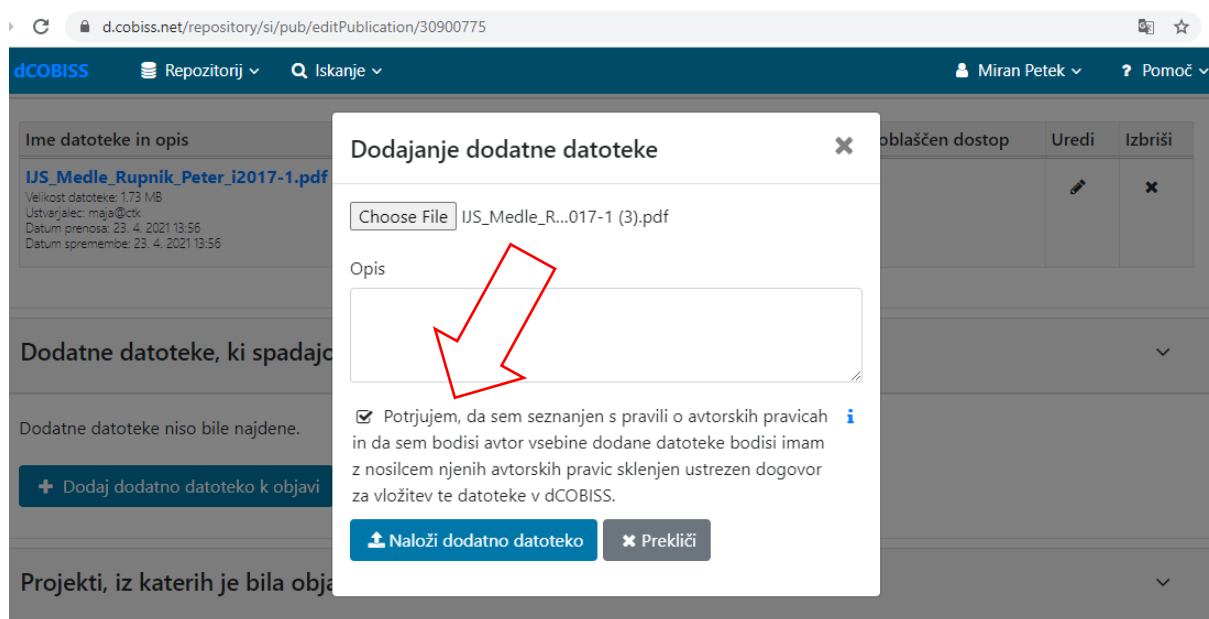 d.cobiss.net/repository/si/pub/editPublication/30900775
dCOBISS Repozitorij Iskanje Miran Petek ? Pomoč
Ime datoteke in opis oblaščen dostop Uredi Izbriši
IJS_Medle_Rupnik_Peter_i2017-1.pdf
Velikost datoteke: 1.73 MB
Ustvarjalec: maja@ctk
Datum prenosa: 23. 4. 2021 13:56
Datum spremembe: 23. 4. 2021 13:56
Dodajanje dodatne datoteke
Choose File IJS_Medle_R...017-1 (3).pdf
Opis
Potrjujem, da sem seznanjen s pravili o avtorskih pravicah
in da sem bodisi avtor vsebine dodane datoteke bodisi imam
z nosilcem njenih avtorskih pravic sklenjen ustrezen dogovor
za vložitev te datoteke v dCOBISS.
Naloži dodatno datoteko Prekliči
Dodatne datoteke, ki spadajo
Dodatne datoteke niso bile najdene.
Dodaj dodatno datoteko k objavi
Projekti, iz katerih je bila obja